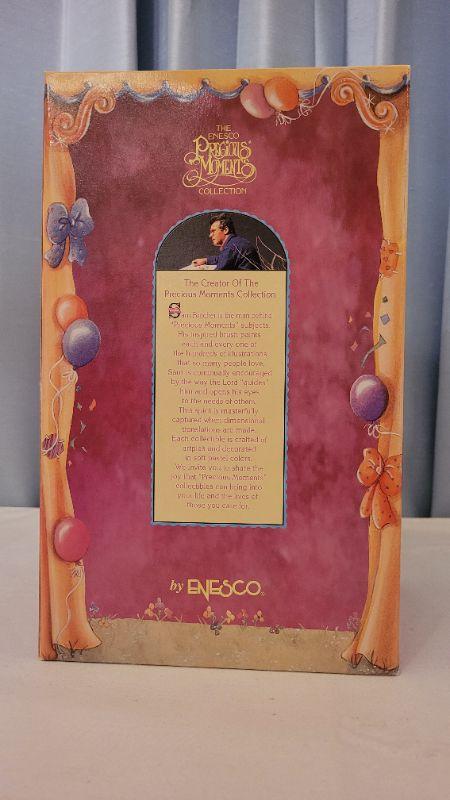 THE
ENESCO
PRECIOUS
MOMENTS
COLLECTION
The Creator Of The
Precious Moments Collection
Sam Butcher is the man behind
"Precious Moments" subjects.
His inspired brush paints
each and every one of
the hundreds of illustrations
that so many people love.
Sam is continually encouraged
by the way the Lord "guides"
him and opens his eyes
to the needs of others.
This spirit is masterfully
captured when dimensional
translations are made.
Each collectible is crafted of
artplas and decorated
in soft pastel colors.
We invite you to share the
joy that "Precious Moments"
collectibles can bring into
your life and the lives of
those you care for.
by ENESCO®